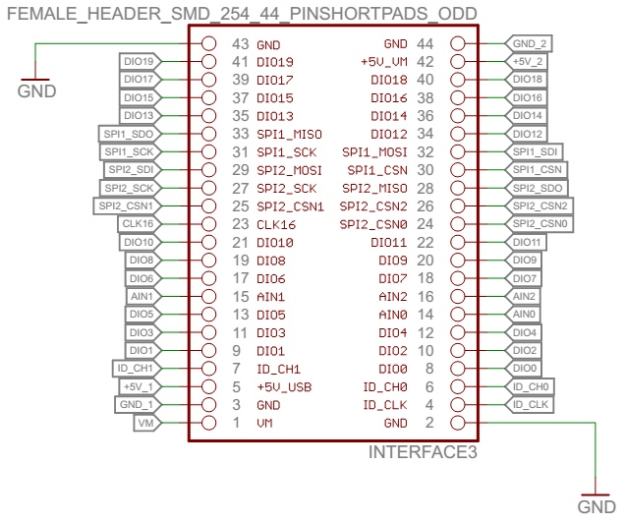 FEMALE_HEADER_SMD_254_44_PINSHORTPADS_ODD
43 GND GND 44 GND_2
DIO19 41 DIO19 +5V_VM 42 +5V_2
DIO17 39 DIO17 DIO18 40 DIO18
DIO15 37 DIO15 DIO16 38 DIO16
DIO13 35 DIO13 DIO14 36 DIO14
SPI1_SDO 33 SPI1_MISO DIO12 34 DIO12
SPI1_SCK 31 SPI1_SCK SPI1_MOSI 32 SPI1_SDI
SPI2_SDI 29 SPI2_MOSI SPI1_CSN 30 SPI1_CSN
SPI2_SCK 27 SPI2_SCK SPI2_MISO 28 SPI2_SDO
SPI2_CSN1 25 SPI2_CSN1 SPI2_CSN2 26 SPI2_CSN2
CLK16 23 CLK16 SPI2_CSN0 24 SPI2_CSN0
DIO10 21 DIO10 DIO11 22 DIO11
DIO8 19 DIO8 DIO9 20 DIO9
DIO6 17 DIO6 DIO7 18 DIO7
AIN1 15 AIN1 AIN2 16 AIN2
DIO5 13 DIO5 AIN0 14 AIN0
DIO3 11 DIO3 DIO4 12 DIO4
DIO1 9 DIO1 DIO2 10 DIO2
ID_CH1 7 ID_CH1 DIO0 8 DIO0
+5V_1 5 +5V_USB ID_CH0 6 ID_CH0
GND_1 3 GND ID_CLK 4 ID_CLK
VM 1 VM GND 2
GND
INTERFACE3
GND